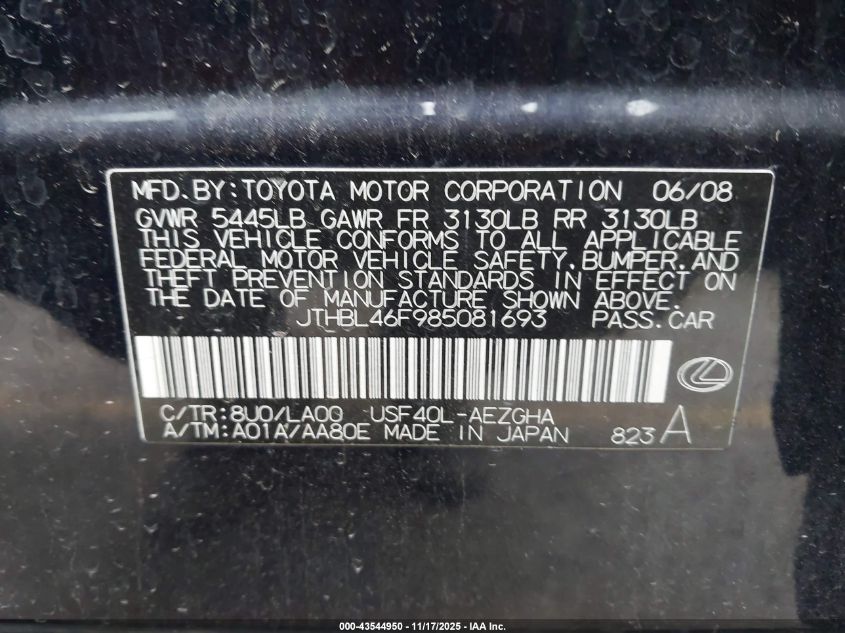 MFD.BY:TOYOTA MOTOR CORPORATION 06/08
GVWR 5445LB GAWR FR 3130LB RR 3130LB
THIS VEHICLE CONFORMS TO ALL APPLICABLE
FEDERAL MOTOR VEHICLE SAFETY,BUMPER,AND
THEFT PREVENTION STANDARDS IN EFFECT ON
THE DATE OF MANUFACTURE SHOWN ABOVE.
JTHBL46F985081693 PASS.CAR
C/TR:8U0/LA00 USF40L-AEZGHA
A/TM:A01A/AA80E MADE IN JAPAN 823 A
000-43544950 - 11/17/2025 - IAA Inc.